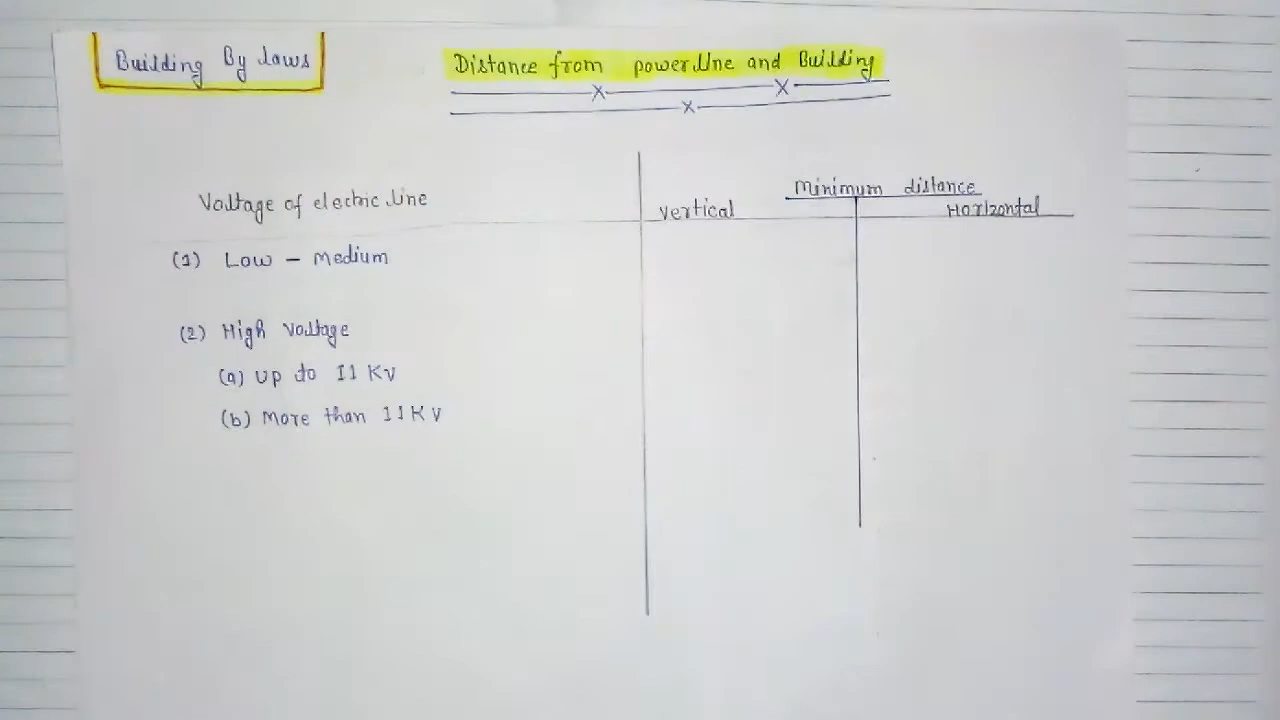 Building By laws
Distance from power line and Building
Voltage of electric line
minimum distance
vertical
Horizontal
(1) Low - medium
(2) High Voltage
(a) up to 11 Kv
(b) More than 11 K v